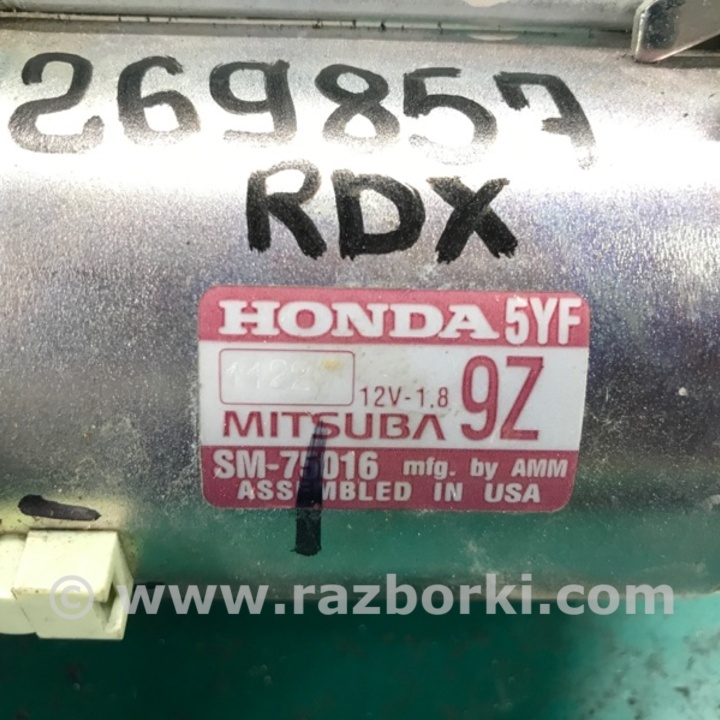 269857
RDX
HONDA 5YF
12V-1.8 9Z
MITSUBA
SM-75016 mfg. by AMM
ASSEMBLED IN USA
© www.razborki.com